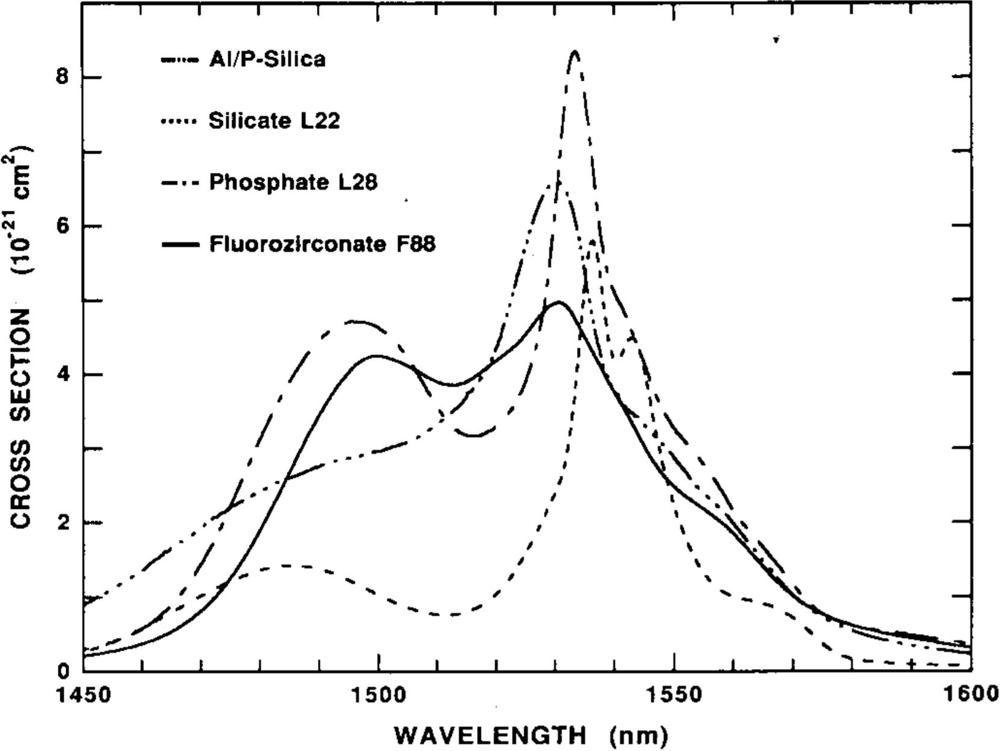 Al/P-Silica
8
Silicate L22
Phosphate L28
6
Fluorozirconate F88
CROSS SECTION (10⁻²¹ cm²)
4
2
0
1450 1500 1550 1600
WAVELENGTH (nm)